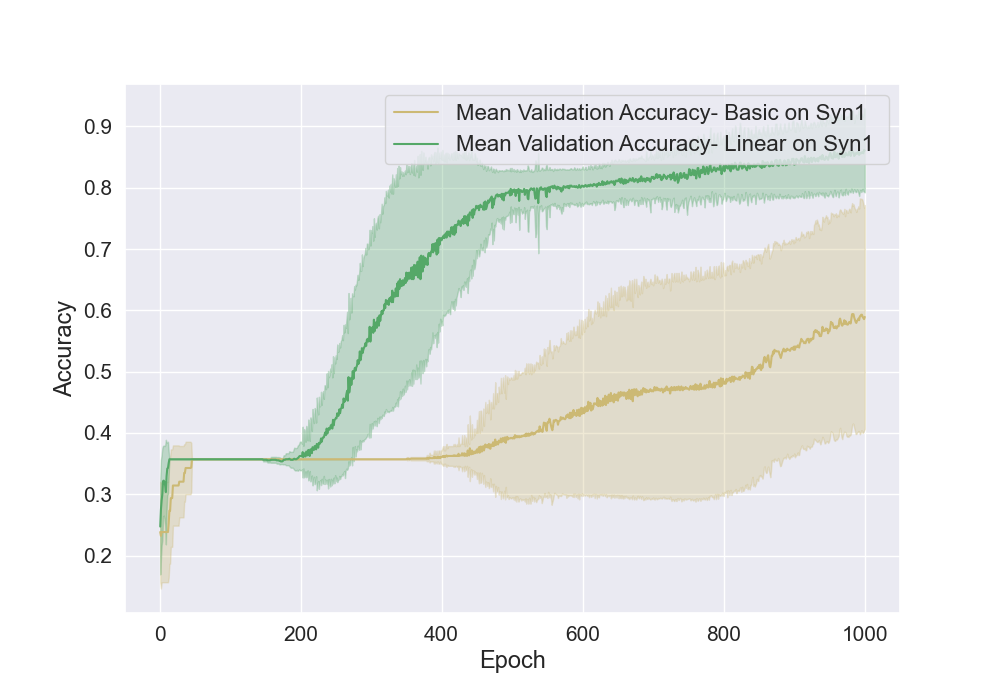 Mean Validation Accuracy- Basic on Syn1
Mean Validation Accuracy- Linear on Syn1
Accuracy
0.9
0.8
0.7
0.6
0.5
0.4
0.3
0.2
0 200 400 600 800 1000
Epoch